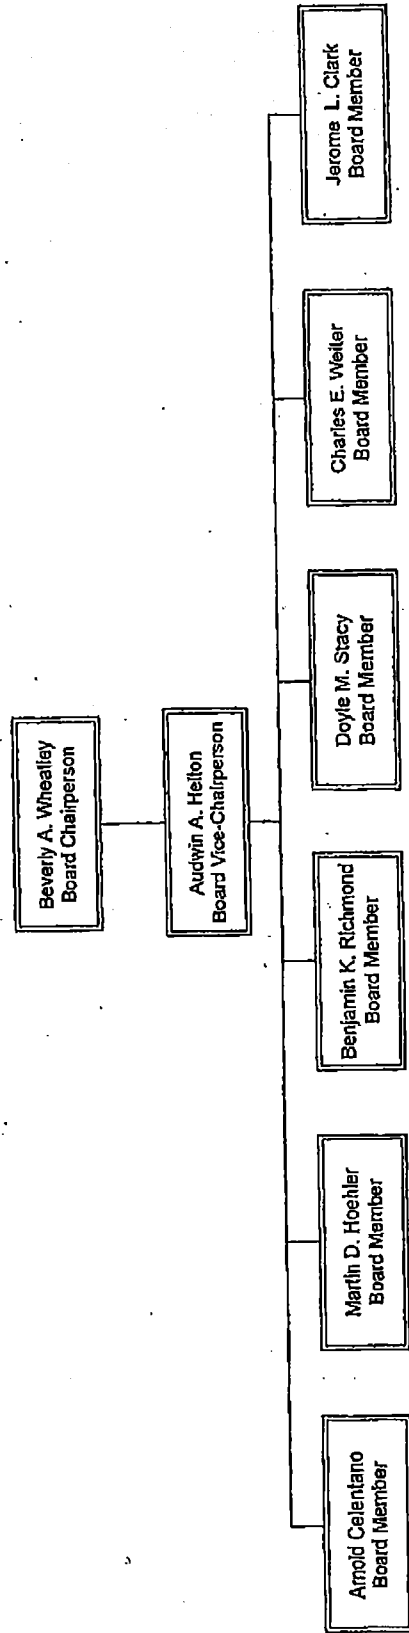 Beverly A. Wheatley
Board Chairperson
Audwin A. Helton
Board Vice-Chairperson
Arnold Celentano
Board Member
Martin D. Hoehler
Board Member
Benjamin K. Richmond
Board Member
Doyle M. Stacy
Board Member
Charles E. Weiter
Board Member
Jerome L. Clark
Board Member